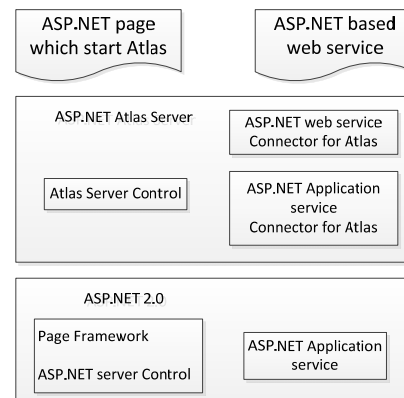 ASP.NET page
which start Atlas
ASP.NET based
web service
ASP.NET Atlas Server
ASP.NET web service
Connector for Atlas
Atlas Server Control
ASP.NET Application
service
Connector for Atlas
ASP.NET 2.0
Page Framework
ASP.NET server Control
ASP.NET Application
service